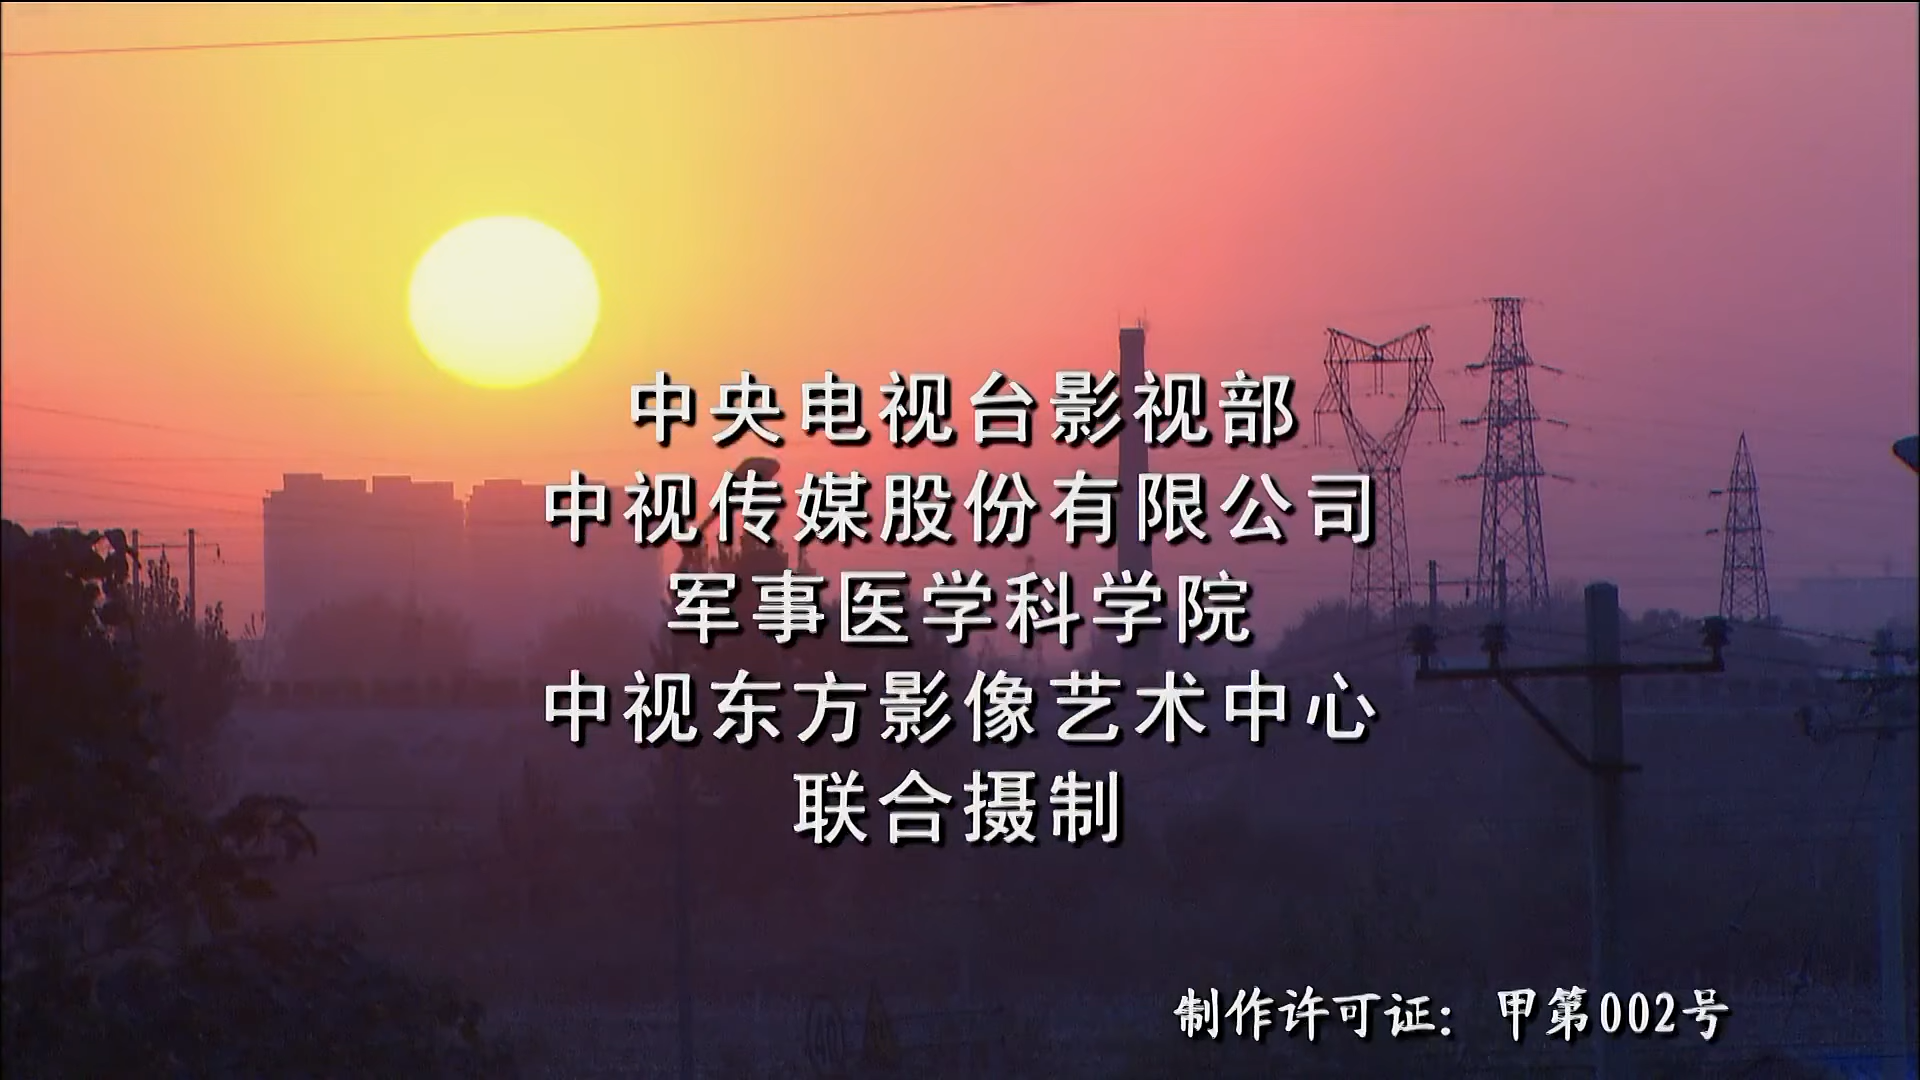 中央电视台影视部
中视传媒股份有限公司
军事医学科学院
中视东方影像艺术中心
联合摄制
制作许可证：甲第002号